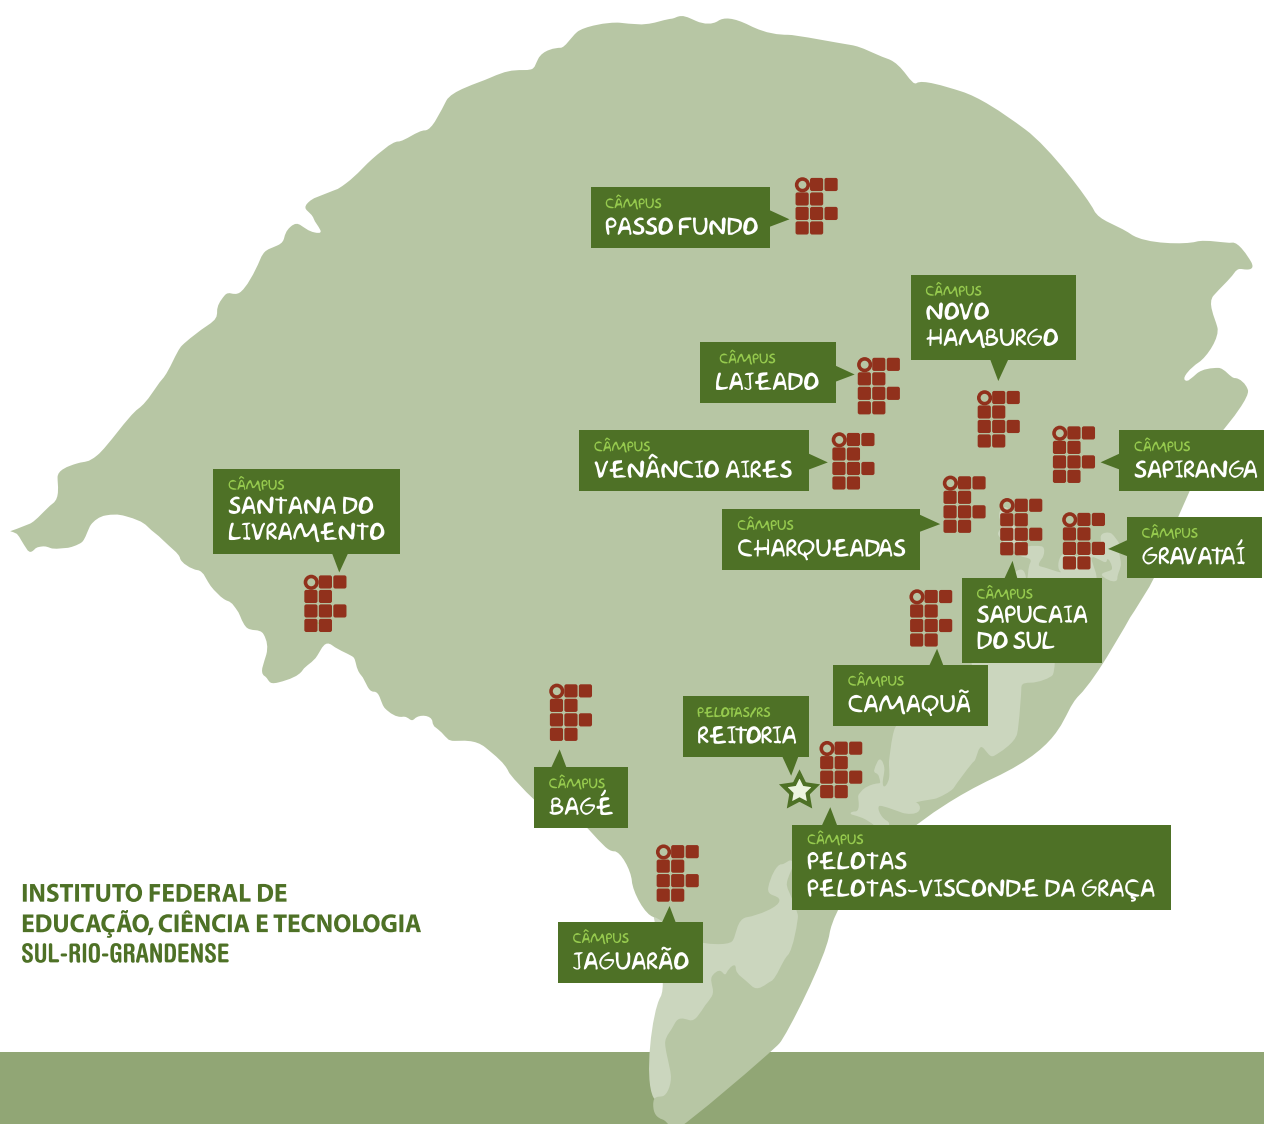 CÂMPUS
PASSO FUNDO
CÂMPUS
NOVO
HAMBURGO
CÂMPUS
LAJEADO
CÂMPUS
VENÂNCIO AIRES
CÂMPUS
SAPIRANGA
CÂMPUS
SANTANA DO
LIVRAMENTO
CÂMPUS
CHARQUEADAS
CÂMPUS
GRAVATAÍ
CÂMPUS
SAPUCAIA
DO SUL
CÂMPUS
CAMAQUÃ
PELOTAS/RS
REITORIA
CÂMPUS
BAGÉ
CÂMPUS
PELOTAS
PELOTAS-VISCONDE DA GRAÇA
CÂMPUS
JAGUARÃO
INSTITUTO FEDERAL DE
EDUCAÇÃO, CIÊNCIA E TECNOLOGIA
SUL-RIO-GRANDENSE